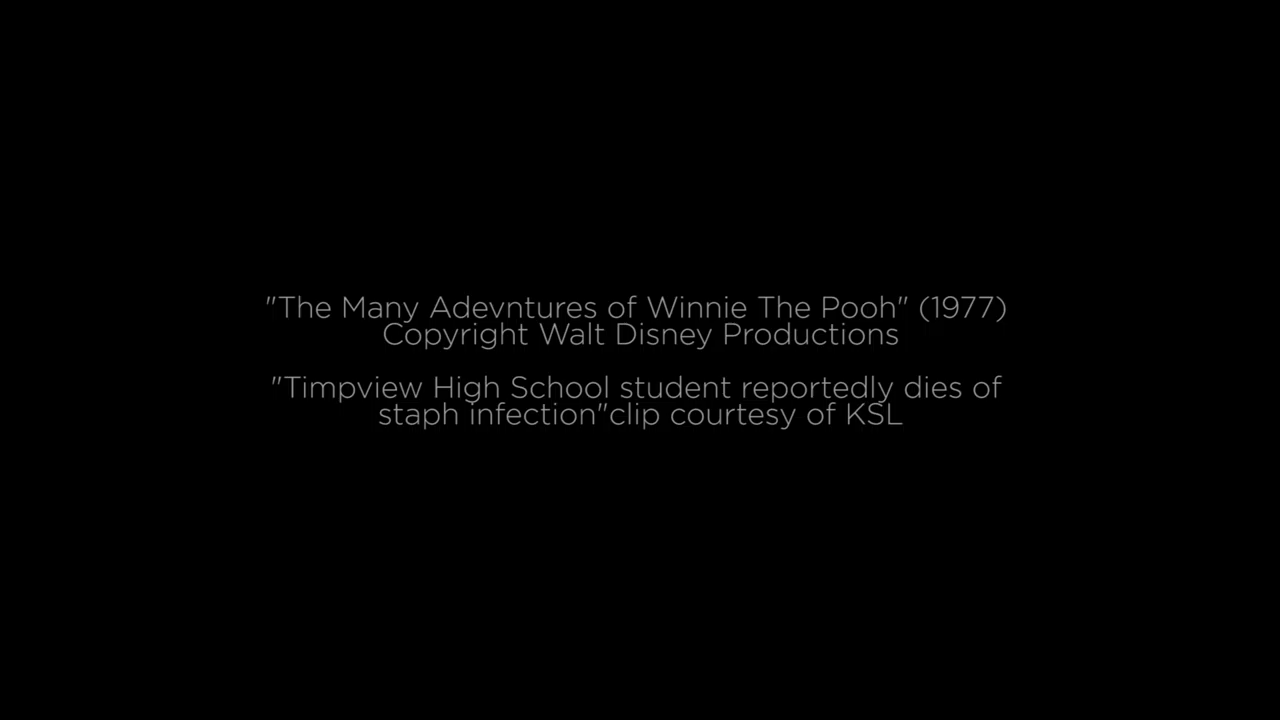 "The Many Adevntures of Winnie The Pooh" (1977)
Copyright Walt Disney Productions
"Timpview High School student reportedly dies of
staph infection"clip courtesy of KSL